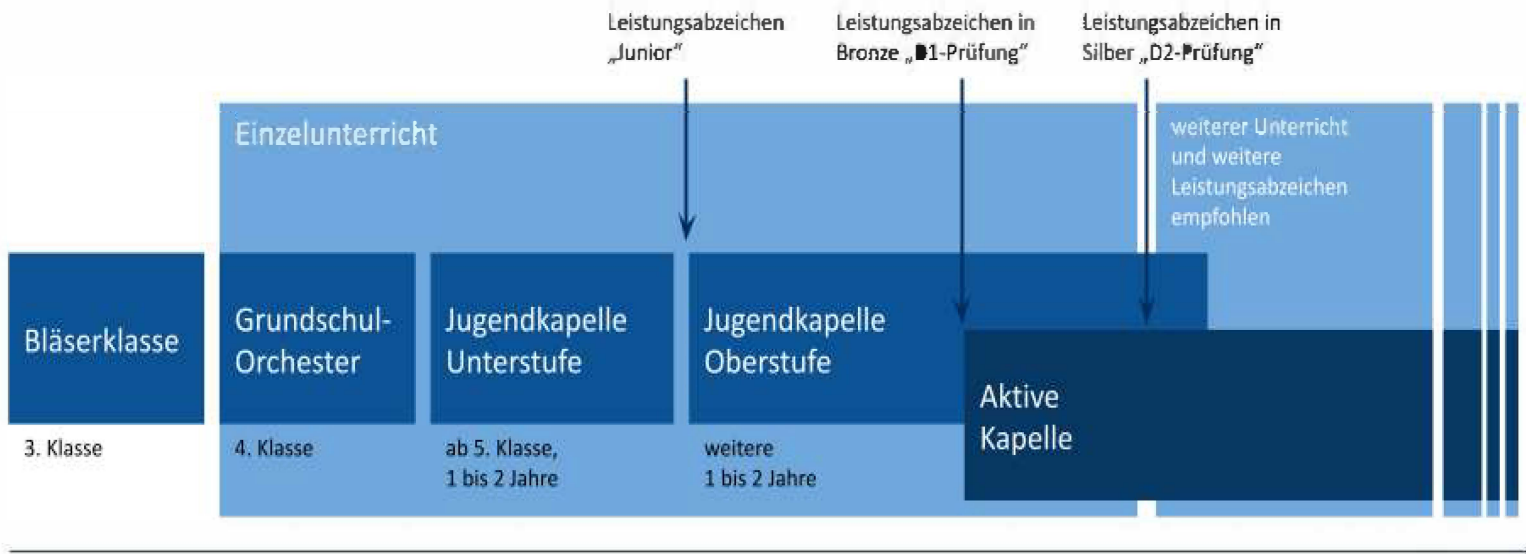 Leistungsabzeichen
„Junior“
Leistungsabzeichen in
Bronze „D1-Prüfung“
Leistungsabzeichen in
Silber „D2-Prüfung“
Einzelunterricht
weiterer Unterricht
und weitere
Leistungsabzeichen
empfohlen
Bläserklasse
3. Klasse
Grundschul-
Orchester
4. Klasse
Jugendkapelle
Unterstufe
ab 5. Klasse,
1 bis 2 Jahre
Jugendkapelle
Oberstufe
weitere
1 bis 2 Jahre
Aktive
Kapelle